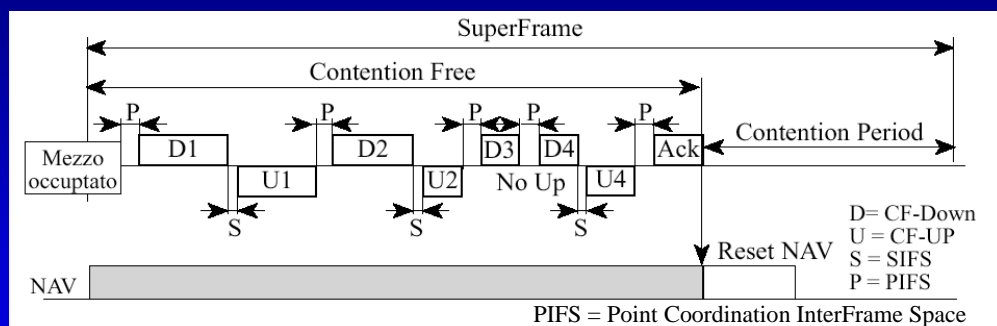 SuperFrame
Contention Free
P P P P P
D1 D2 D3 D4 Ack
Contention Period
Mezzo
occuptato
U1 U2 No Up U4
S S S
D= CF-Down
U = CF-UP
S = SIFS
P = PIFS
Reset NAV
NAV
PIFS = Point Coordination InterFrame Space